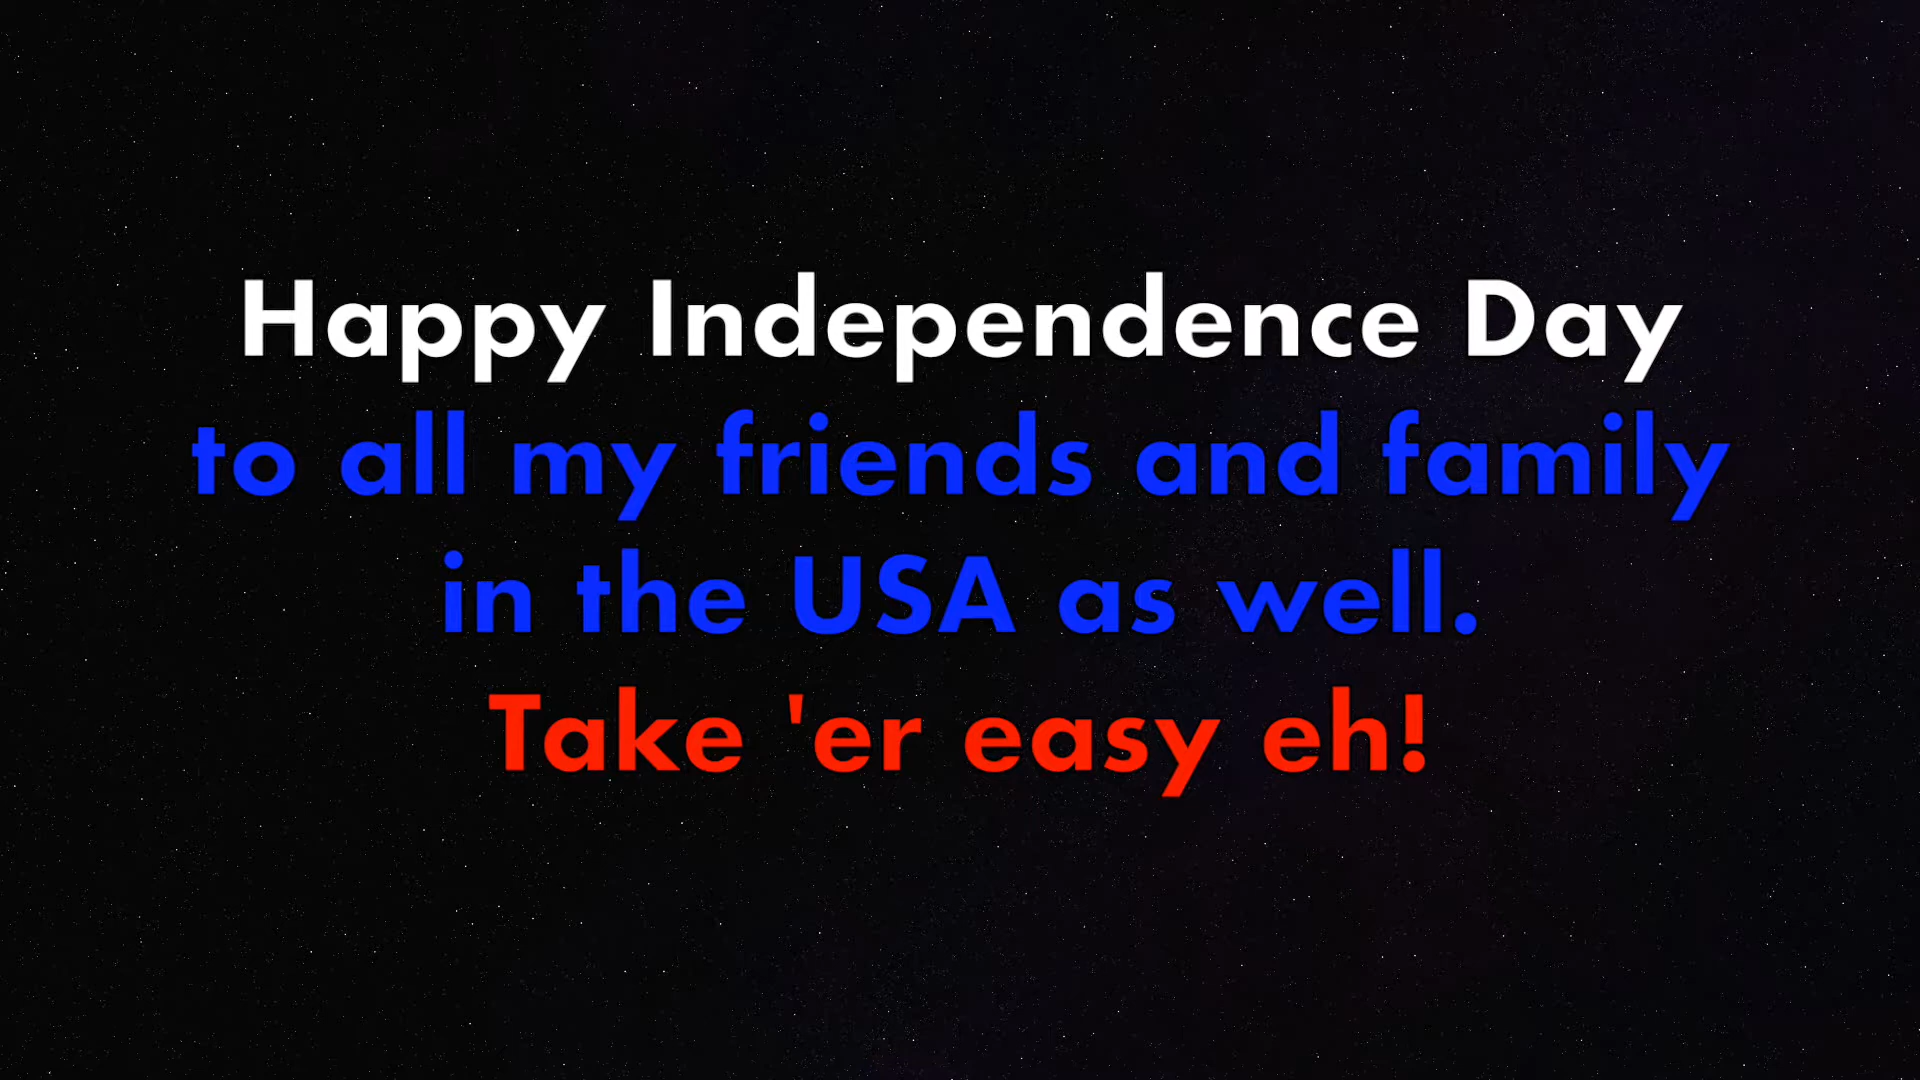 Happy Independence Day
to all my friends and family
in the USA as well.
Take 'er easy eh!